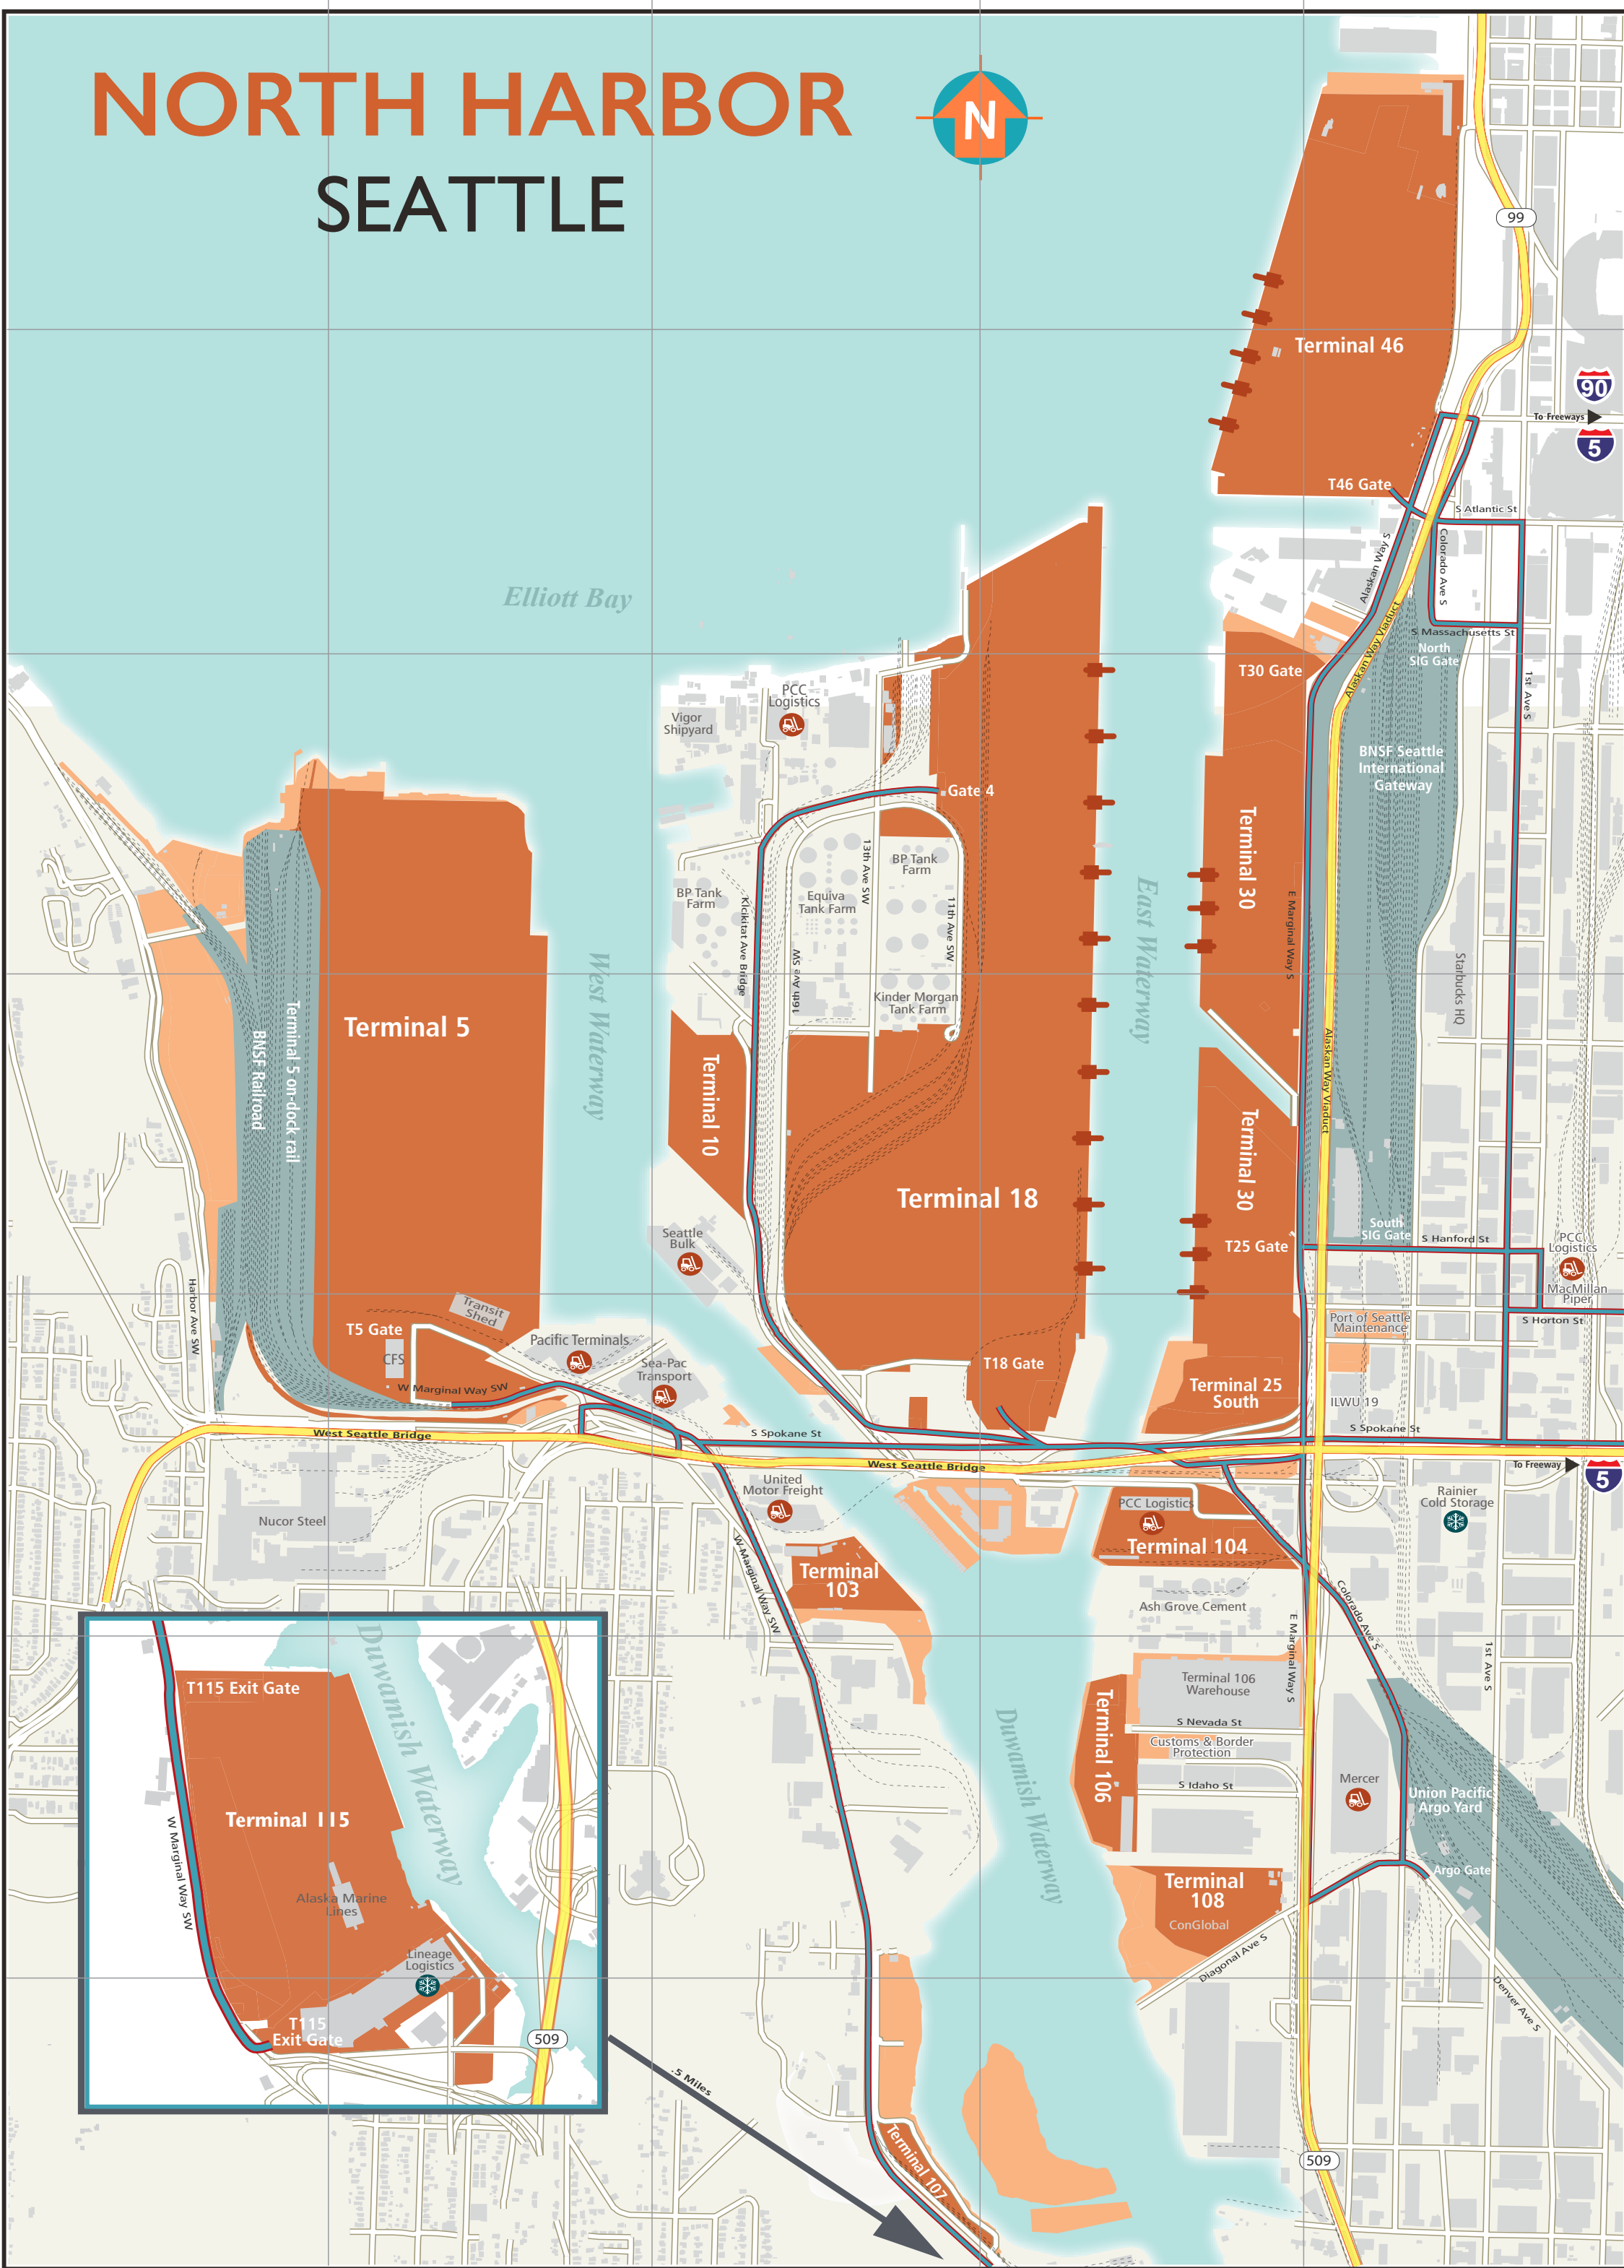 NORTH HARBOR
SEATTLE
N
99
Terminal 46
90
To Freeways
5
T46 Gate
S Atlantic St
Alaskan Way S
Colorado Ave S
Elliott Bay
Alaskan Way Viaduct
S Massachusetts St
North
SIG Gate
T30 Gate
1st Ave S
PCC
Logistics
Vigor
Shipyard
BNSF Seattle
International
Gateway
Gate 4
Terminal 30
13th Ave SW
BP Tank
Farm
BP Tank
Farm
Equiva
Tank Farm
Klickitat Ave Bridge
11th Ave SW
16th Ave SW
East Waterway
E Marginal Way S
Starbucks HQ
West Waterway
Kinder Morgan
Tank Farm
Terminal 5
Terminal 5 on-dock rail
BNSF Railroad
Terminal 10
Alaskan Way Viaduct
Terminal 30
Terminal 18
Seattle
Bulk
T25 Gate
South
SIG Gate
S Hanford St
PCC
Logistics
MacMillan
Piper
Harbor Ave SW
Transit
Shed
T5 Gate
Pacific Terminals
Port of Seattle
Maintenance
S Horton St
CFS
Sea-Pac
Transport
T18 Gate
W Marginal Way SW
Terminal 25
South
ILWU 19
West Seattle Bridge
S Spokane St
S Spokane St
West Seattle Bridge
To Freeway
5
United
Motor Freight
PCC Logistics
Rainier
Cold Storage
Nucor Steel
Terminal 104
W Marginal Way SW
Terminal
103
Ash Grove Cement
Colorado Ave S
E Marginal Way S
1st Ave S
Duwamish Waterway
T115 Exit Gate
Terminal 106
Warehouse
Terminal 106
S Nevada St
Customs & Border
Protection
Duwamish Waterway
S Idaho St
Mercer
Union Pacific
Argo Yard
Terminal 115
W Marginal Way SW
Argo Gate
Terminal
108
ConGlobal
Alaska Marine
Lines
Diagonal Ave S
Lineage
Logistics
Denver Ave S
T115
Exit Gate
509
.5 Miles
Terminal 107
509